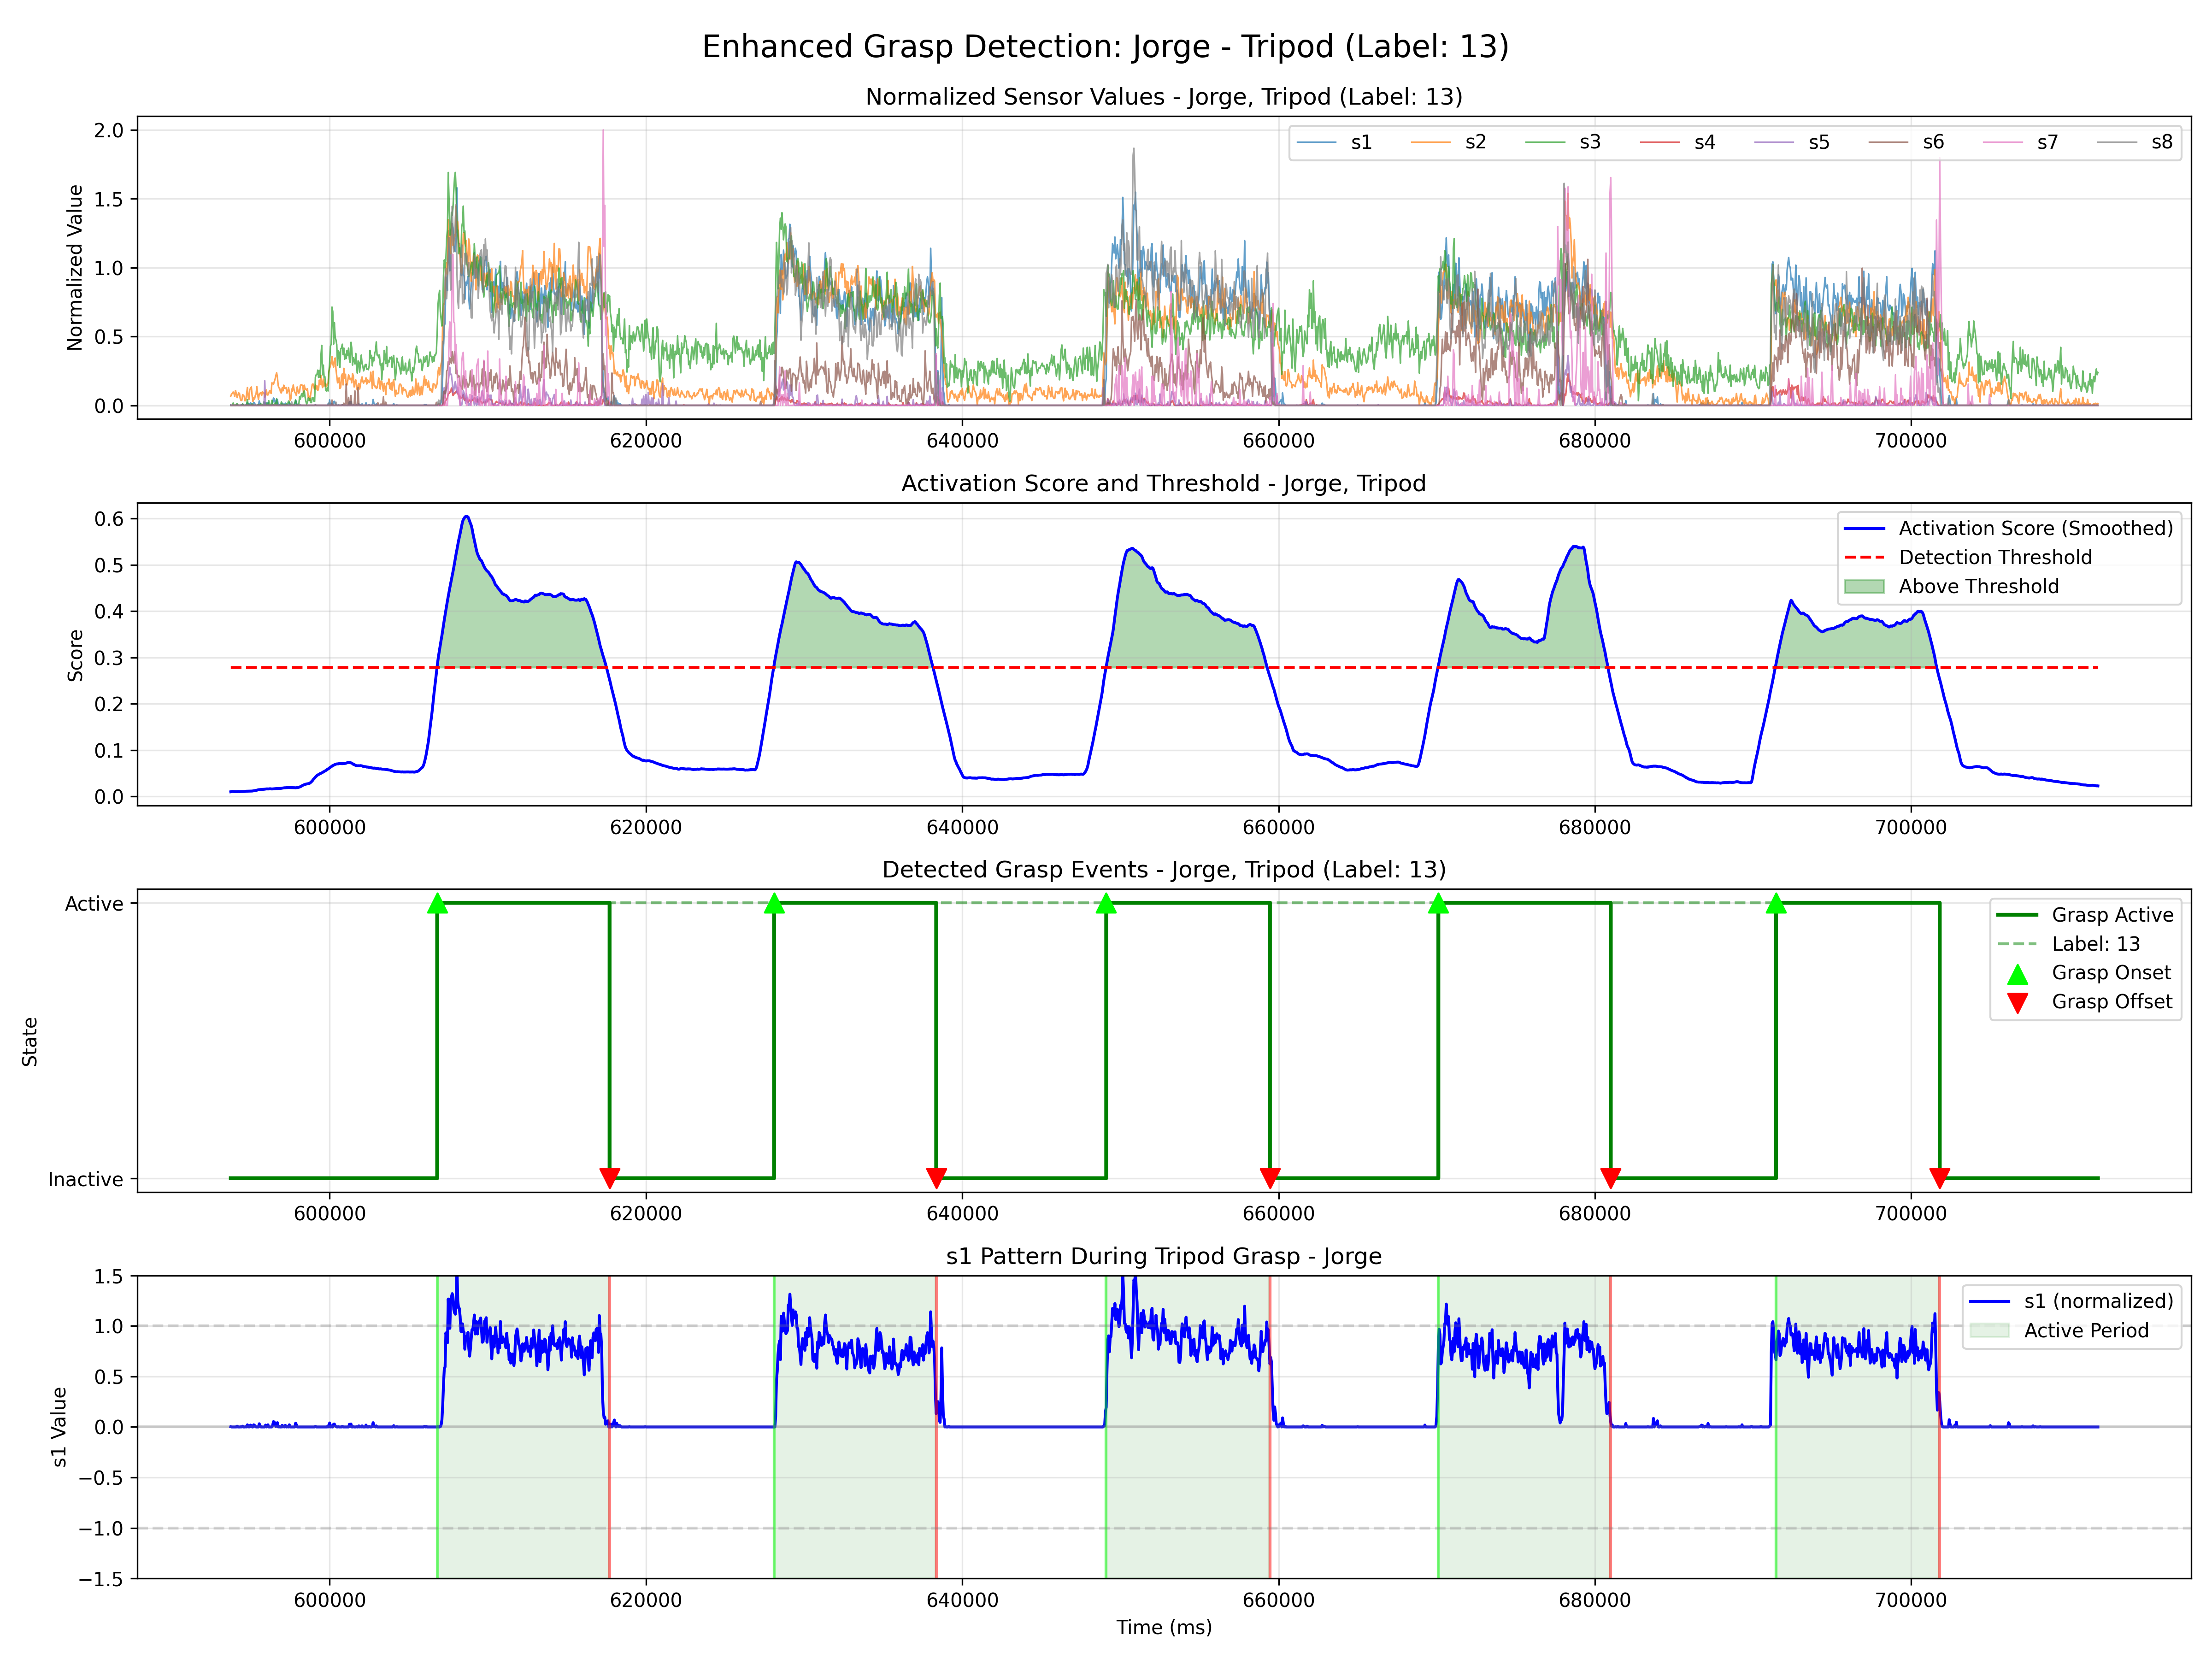 Enhanced Grasp Detection: Jorge - Tripod (Label: 13)
Normalized Sensor Values - Jorge, Tripod (Label: 13)
Normalized Value
2.0
1.5
1.0
0.5
0.0
s1 s2 s3 s4 s5 s6 s7 s8
600000 620000 640000 660000 680000 700000
Activation Score and Threshold - Jorge, Tripod
Score
0.6
0.5
0.4
0.3
0.2
0.1
0.0
Activation Score (Smoothed)
Detection Threshold
Above Threshold
600000 620000 640000 660000 680000 700000
Detected Grasp Events - Jorge, Tripod (Label: 13)
State
Active
Inactive
Grasp Active
Label: 13
Grasp Onset
Grasp Offset
600000 620000 640000 660000 680000 700000
s1 Pattern During Tripod Grasp - Jorge
s1 Value
1.5
1.0
0.5
0.0
−0.5
−1.0
−1.5
s1 (normalized)
Active Period
600000 620000 640000 660000 680000 700000
Time (ms)